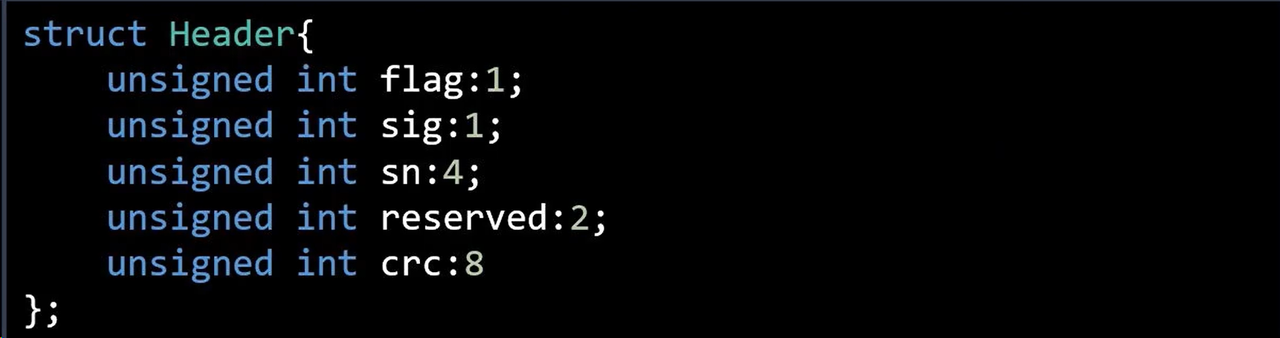 struct Header{
    unsigned int flag:1;
    unsigned int sig:1;
    unsigned int sn:4;
    unsigned int reserved:2;
    unsigned int crc:8
};